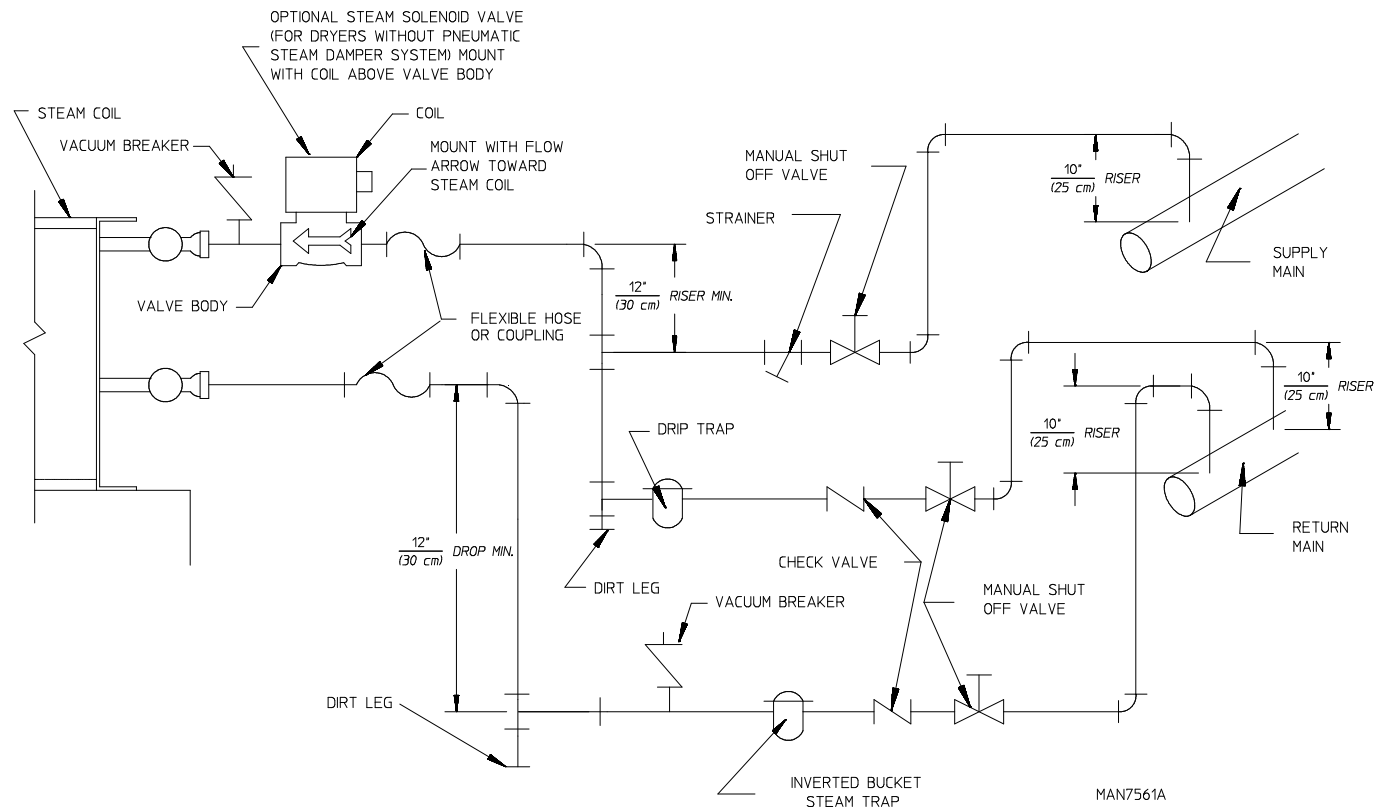 OPTIONAL STEAM SOLENOID VALVE
(FOR DRYERS WITHOUT PNEUMATIC
STEAM DAMPER SYSTEM) MOUNT
WITH COIL ABOVE VALVE BODY
STEAM COIL
COIL
VACUUM BREAKER
MOUNT WITH FLOW
ARROW TOWARD
STEAM COIL
MANUAL SHUT
OFF VALVE
10"
(25 cm) RISER
STRAINER
SUPPLY
MAIN
VALVE BODY
12"
(30 cm) RISER MIN.
FLEXIBLE HOSE
OR COUPLING
10"
(25 cm) RISER
10"
(25 cm) RISER
DRIP TRAP
RETURN
MAIN
12"
(30 cm) DROP MIN.
CHECK VALVE
DIRT LEG
MANUAL SHUT
OFF VALVE
VACUUM BREAKER
DIRT LEG
INVERTED BUCKET
STEAM TRAP
MAN7561A